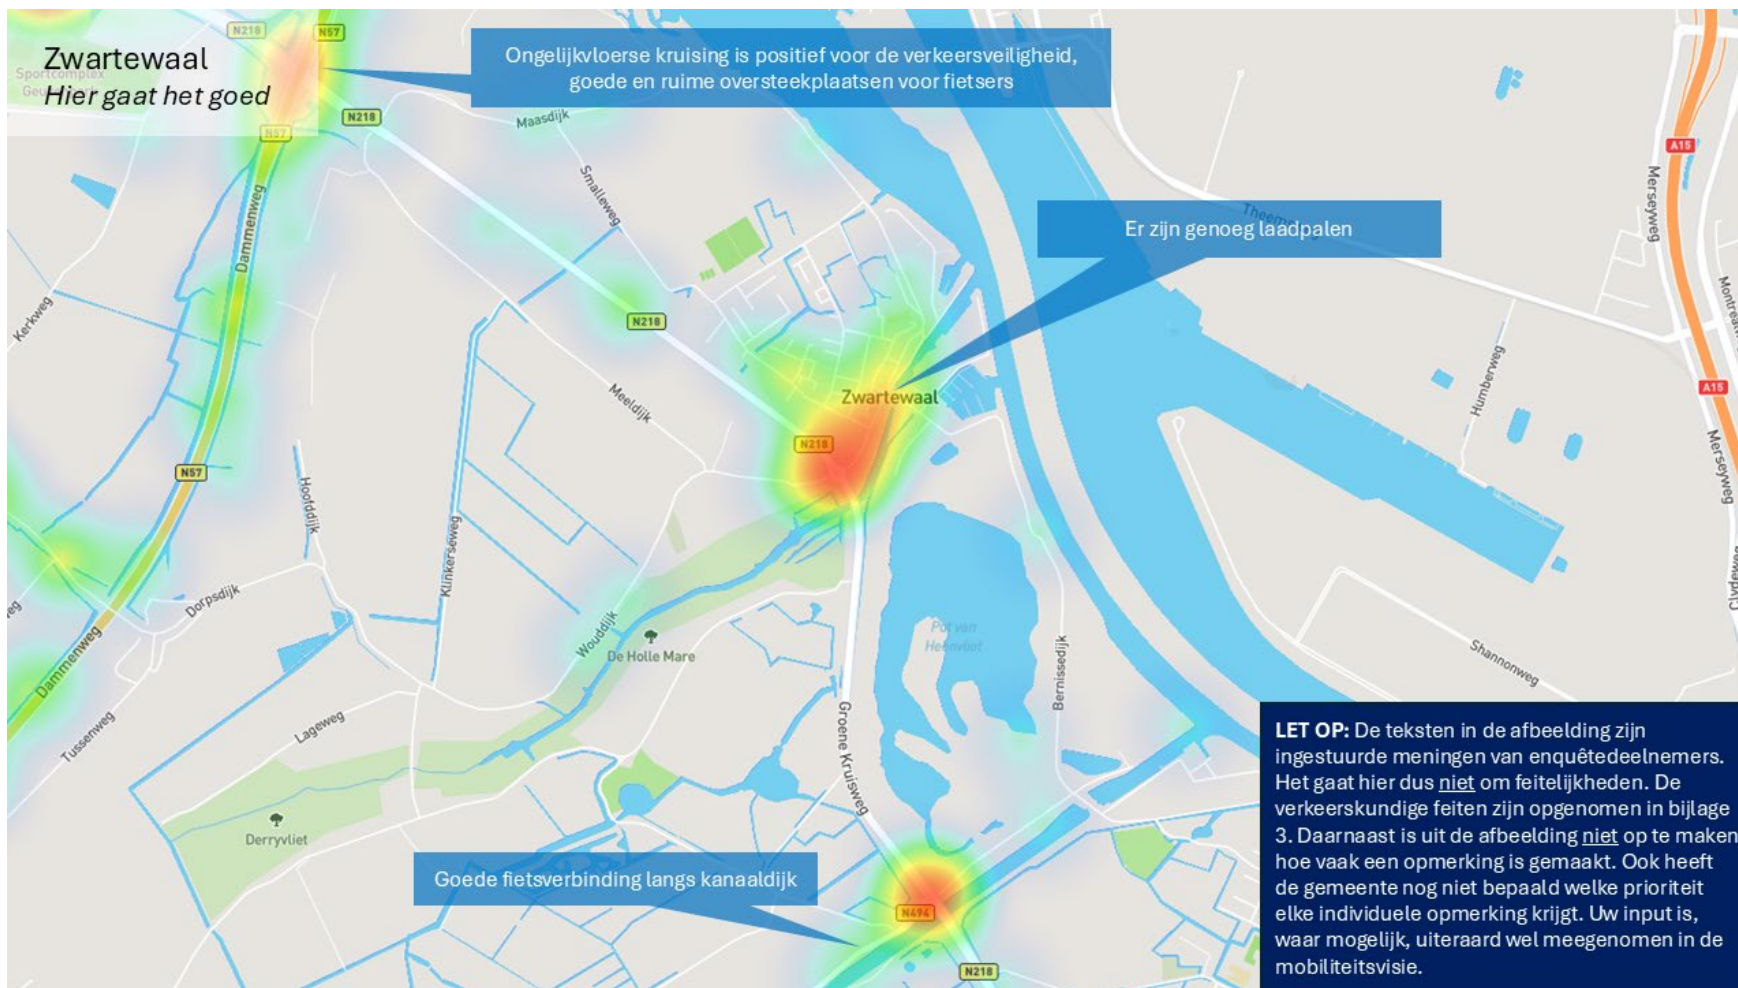 N218
N57
Zwartewaal
Sportcomplex
Hier gaat het goed
Ongelijkvloerse kruising is positief voor de verkeersveiligheid,
goede en ruime oversteekplaatsen voor fietsers
N57
N218
Maasdijk
Smalleweg
A15
Merseyweg
Er zijn genoeg laadpalen
Dammenweg
Kerkweg
N218
Humberweg
A15
Meeldijk
Zwartewaal
N218
N57
Hoofddijk
Klinkerseweg
Merseyweg
Clydeweg
Dorpsdijk
Wouddijk
De Holle Mare
Pot van
Heenvliet
Bernissedijk
Shannonweg
Dammenweg
Tussenweg
Lageweg
Groene Kruisweg
Derryvliet
Goede fietsverbinding langs kanaaldijk
N494
N218
LET OP: De teksten in de afbeelding zijn
ingestuurde meningen van enquêtedeelnemers.
Het gaat hier dus niet om feitelijkheden. De
verkeerskundige feiten zijn opgenomen in bijlage
3. Daarnaast is uit de afbeelding niet op te maken
hoe vaak een opmerking is gemaakt. Ook heeft
de gemeente nog niet bepaald welke prioriteit
elke individuele opmerking krijgt. Uw input is,
waar mogelijk, uiteraard wel meegenomen in de
mobiliteitsvisie.